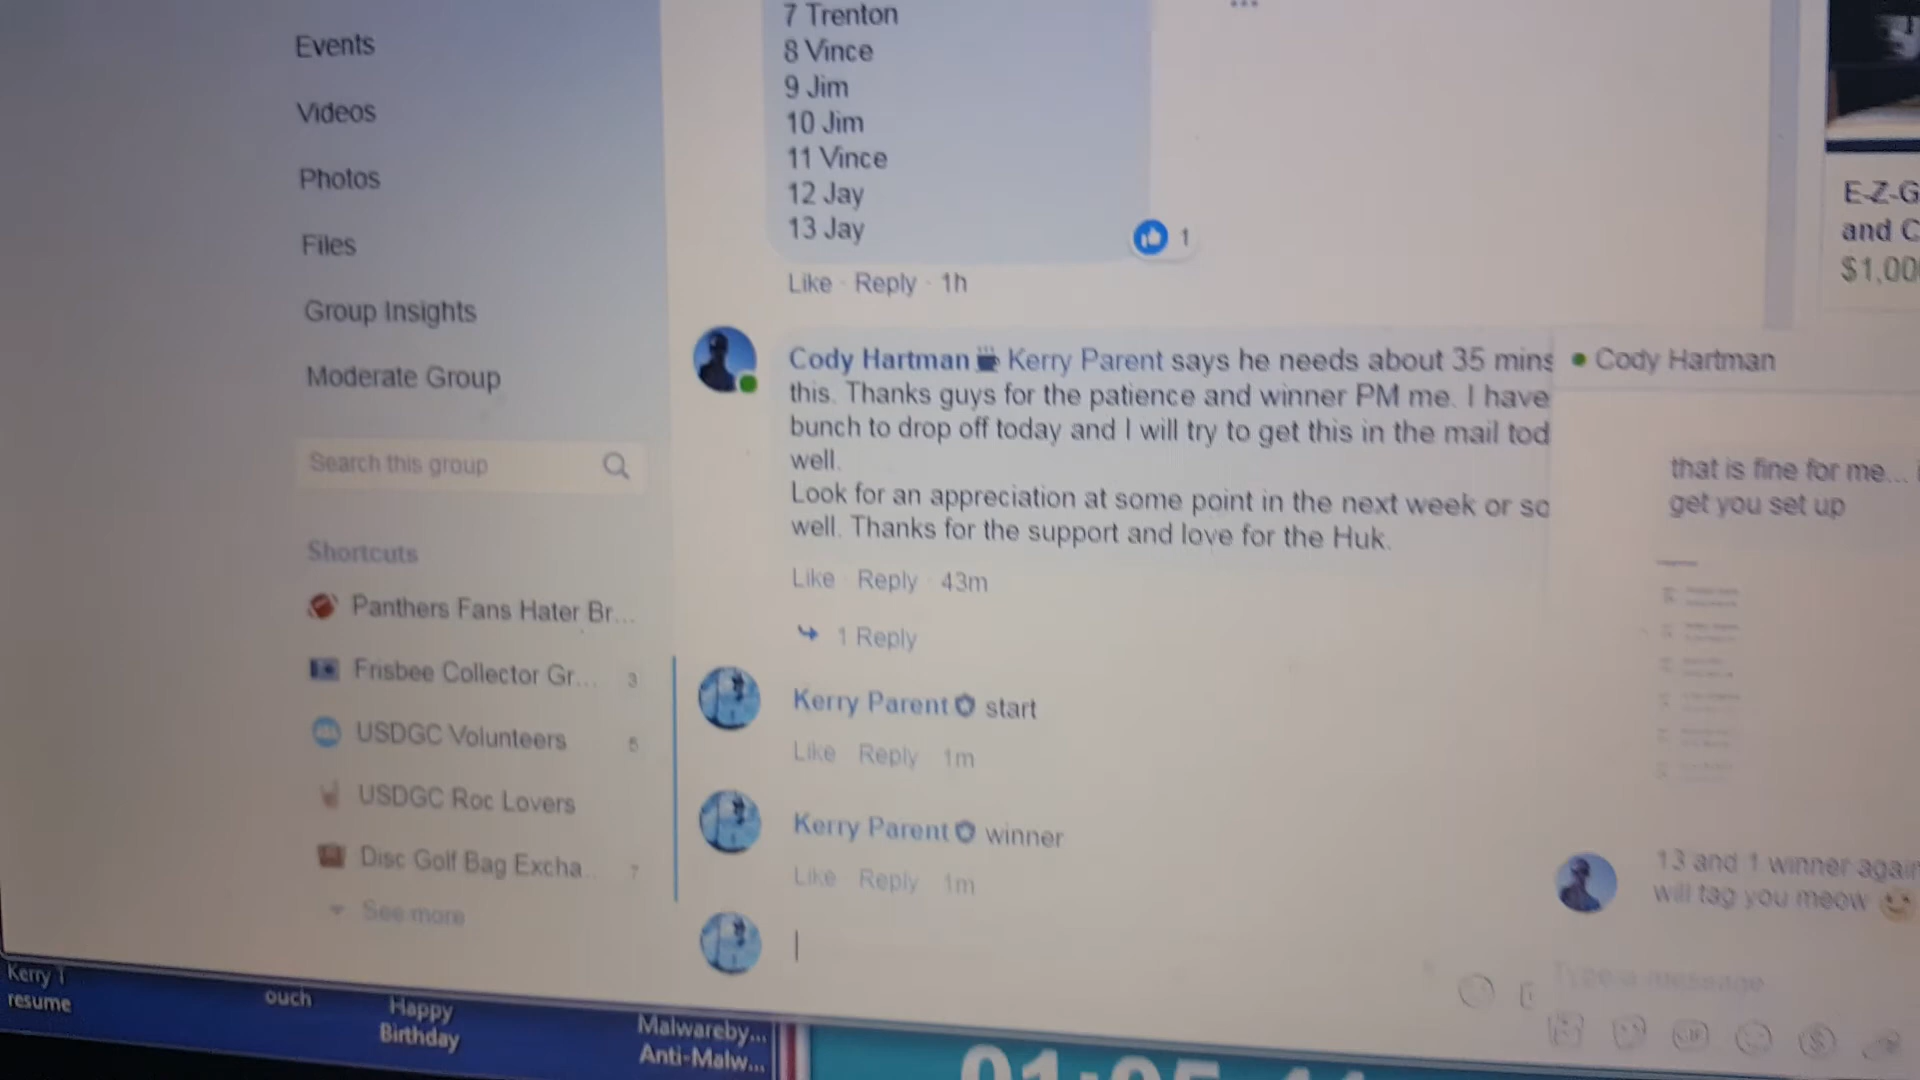 Events
Videos
Photos
Files
Group Insights
Moderate Group
Search this group
Shortcuts
Panthers Fans Hater Br...
Frisbee Collector Gr... 3
USDGC Volunteers 5
USDGC Roc Lovers
Disc Golf Bag Excha... 7
See more
7 Trenton
8 Vince
9 Jim
10 Jim
11 Vince
12 Jay
13 Jay
1
Like · Reply · 1h
Cody Hartman Kerry Parent says he needs about 35 mins
this. Thanks guys for the patience and winner PM me. I have
bunch to drop off today and I will try to get this in the mail tod
well.
Look for an appreciation at some point in the next week or so
well. Thanks for the support and love for the Huk.
Like Reply · 43m
1 Reply
Kerry Parent start
Like Reply 1m
Kerry Parent winner
Like Reply 1m
E-Z-G
and C
$1,00
Cody Hartman
that is fine for me...
get you set up
13 and 1 winner again
will tag you meow
Type a message
Kerry T
resume
ouch
Happy
Birthday
Malwareby...
Anti-Malw...